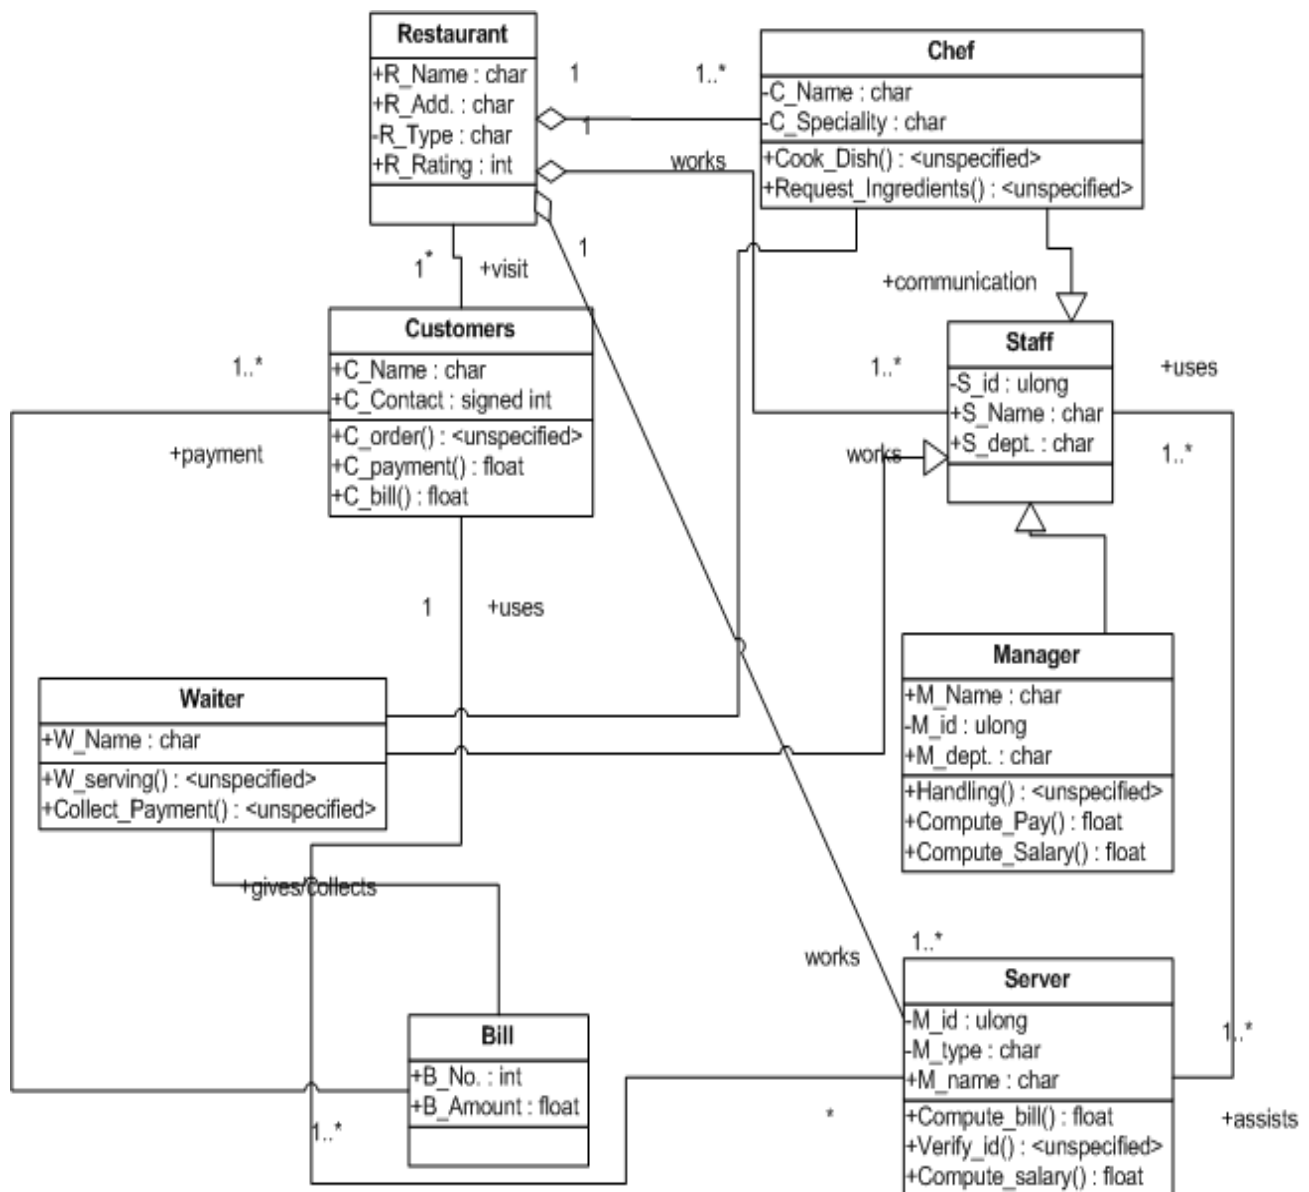 Restaurant
+R_Name : char
+R_Add. : char
-R_Type : char
+R_Rating : int
1
1..*
1
works
Chef
-C_Name : char
-C_Speciality : char
+Cook_Dish() : <unspecified>
+Request_Ingredients() : <unspecified>
1
1*
+visit
+communication
Customers
+C_Name : char
+C_Contact : signed int
+C_order() : <unspecified>
+C_payment() : float
+C_bill() : float
1..*
+payment
Staff
-S_id : ulong
+S_Name : char
+S_dept. : char
1..*
works
+uses
1..*
1
+uses
Manager
+M_Name : char
-M_id : ulong
+M_dept. : char
+Handling() : <unspecified>
+Compute_Pay() : float
+Compute_Salary() : float
Waiter
+W_Name : char
+W_serving() : <unspecified>
+Collect_Payment() : <unspecified>
+gives/collects
works
1..*
Bill
+B_No. : int
+B_Amount : float
1..*
*
Server
-M_id : ulong
-M_type : char
+M_name : char
+Compute_bill() : float
+Verify_id() : <unspecified>
+Compute_salary() : float
1..*
+assists